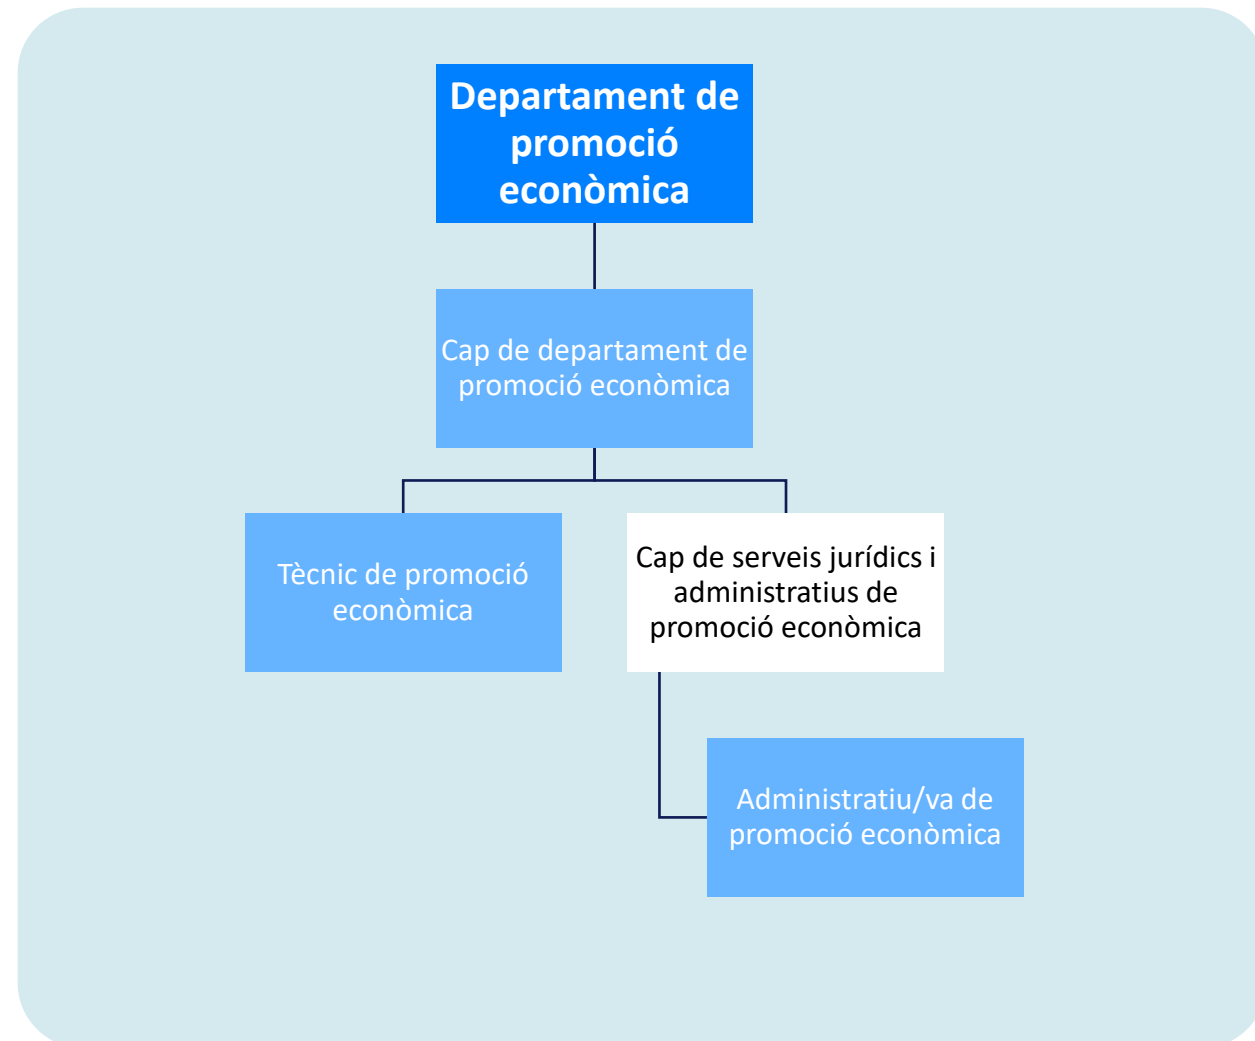 Departament de
promoció
econòmica
Cap de departament de
promoció econòmica
Tècnic de promoció
econòmica
Cap de serveis jurídics i
administratius de
promoció econòmica
Administratiu/va de
promoció econòmica